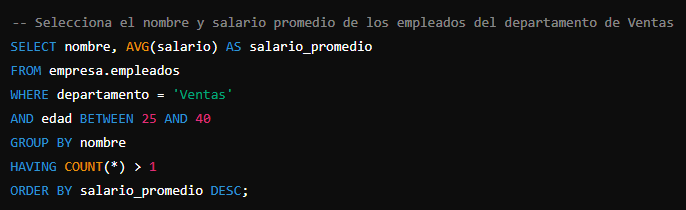 -- Selecciona el nombre y salario promedio de los empleados del departamento de Ventas
SELECT nombre, AVG(salario) AS salario_promedio
FROM empresa.empleados
WHERE departamento = 'Ventas'
AND edad BETWEEN 25 AND 40
GROUP BY nombre
HAVING COUNT(*) > 1
ORDER BY salario_promedio DESC;